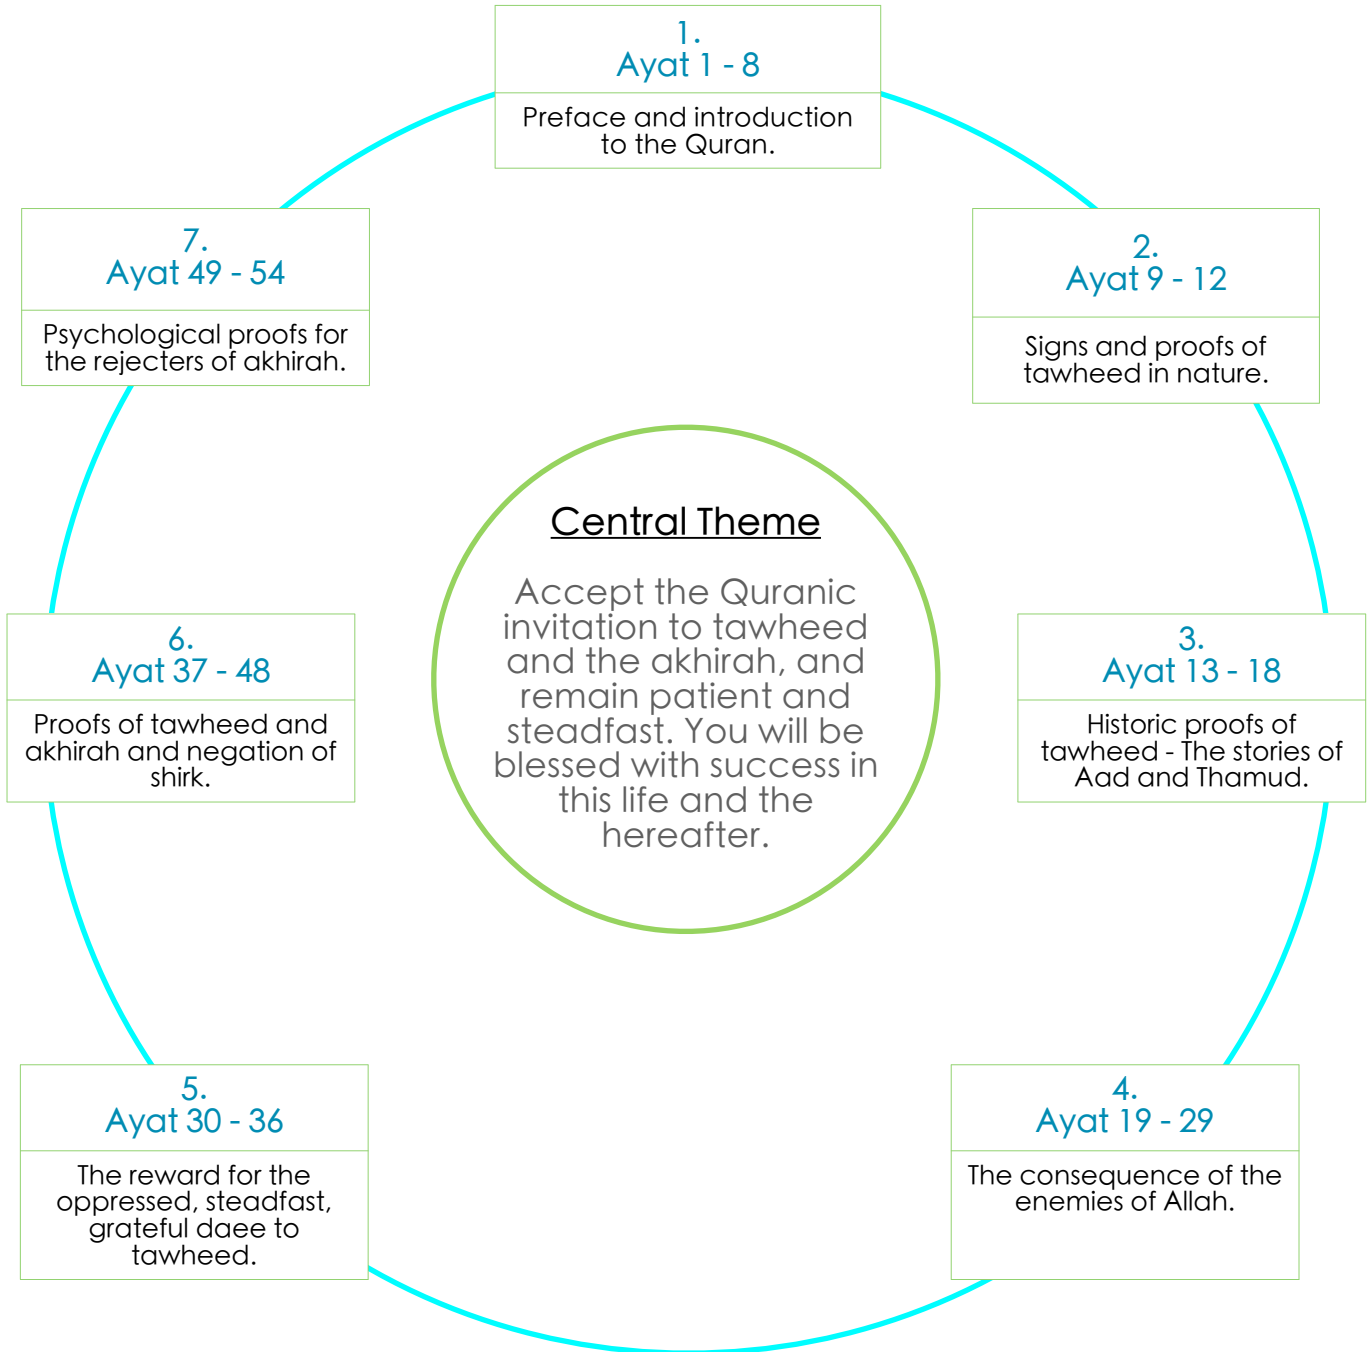 1.
Ayat 1 - 8
Preface and introduction
to the Quran.
2.
Ayat 9 - 12
Signs and proofs of
tawheed in nature.
3.
Ayat 13 - 18
Historic proofs of
tawheed - The stories of
Aad and Thamud.
4.
Ayat 19 - 29
The consequence of the
enemies of Allah.
5.
Ayat 30 - 36
The reward for the
oppressed, steadfast,
grateful daee to
tawheed.
6.
Ayat 37 - 48
Proofs of tawheed and
akhirah and negation of
shirk.
7.
Ayat 49 - 54
Psychological proofs for
the rejecters of akhirah.
Central Theme
Accept the Quranic
invitation to tawheed
and the akhirah, and
remain patient and
steadfast. You will be
blessed with success in
this life and the
hereafter.